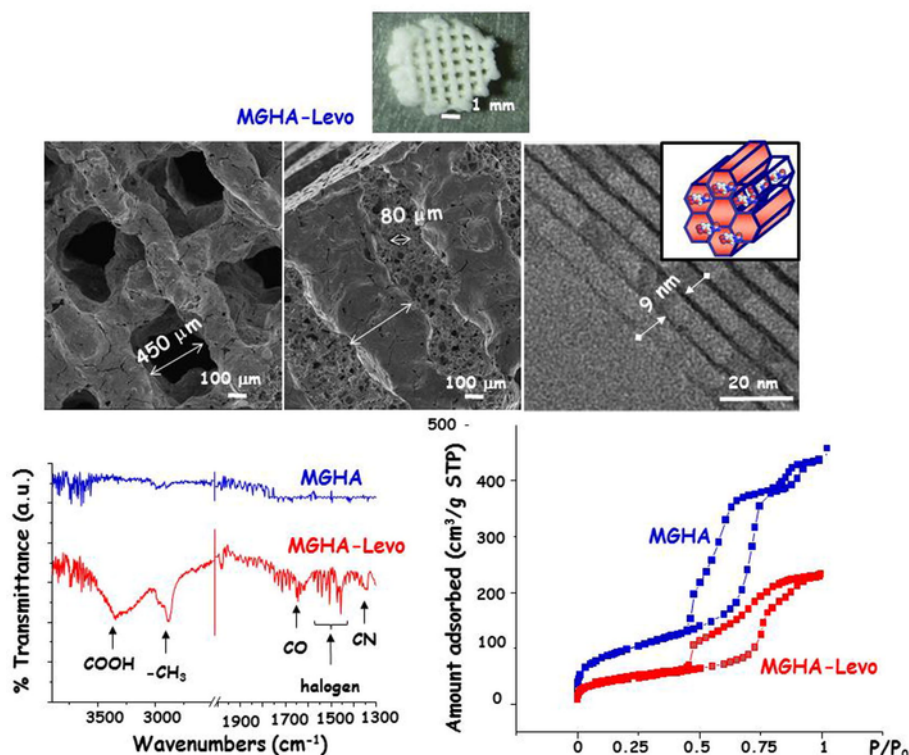 MGHA-Levo
1 mm
450 µm
100 µm
80 µm
100 µm
9 nm
20 nm
% Transmittance (a.u.)
MGHA
MGHA-Levo
COOH
-CH₃
CO
halogen
CN
3500 3000 1900 1700 1500 1300
Wavenumbers (cm⁻¹)
Amount adsorbed (cm³/g STP)
500
400
300
200
100
0
MGHA
MGHA-Levo
0 0.25 0.5 0.75 1
P/P₀